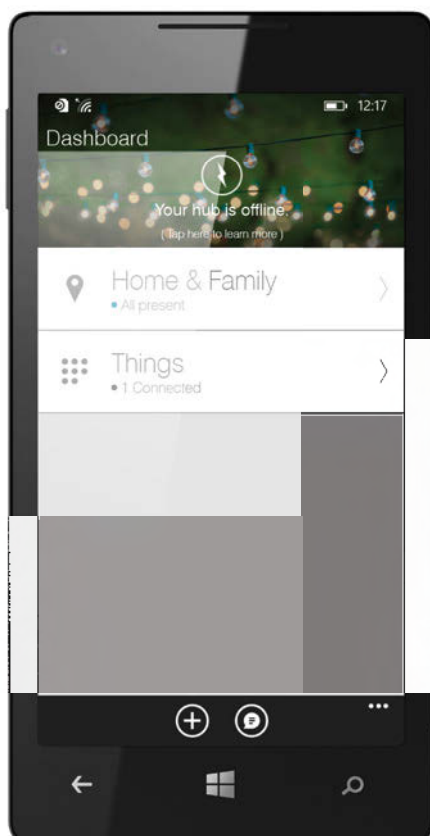 12:17
Dashboard
Your hub is offline.
( Tap here to learn more )
Home & Family
All present
Things
1 Connected